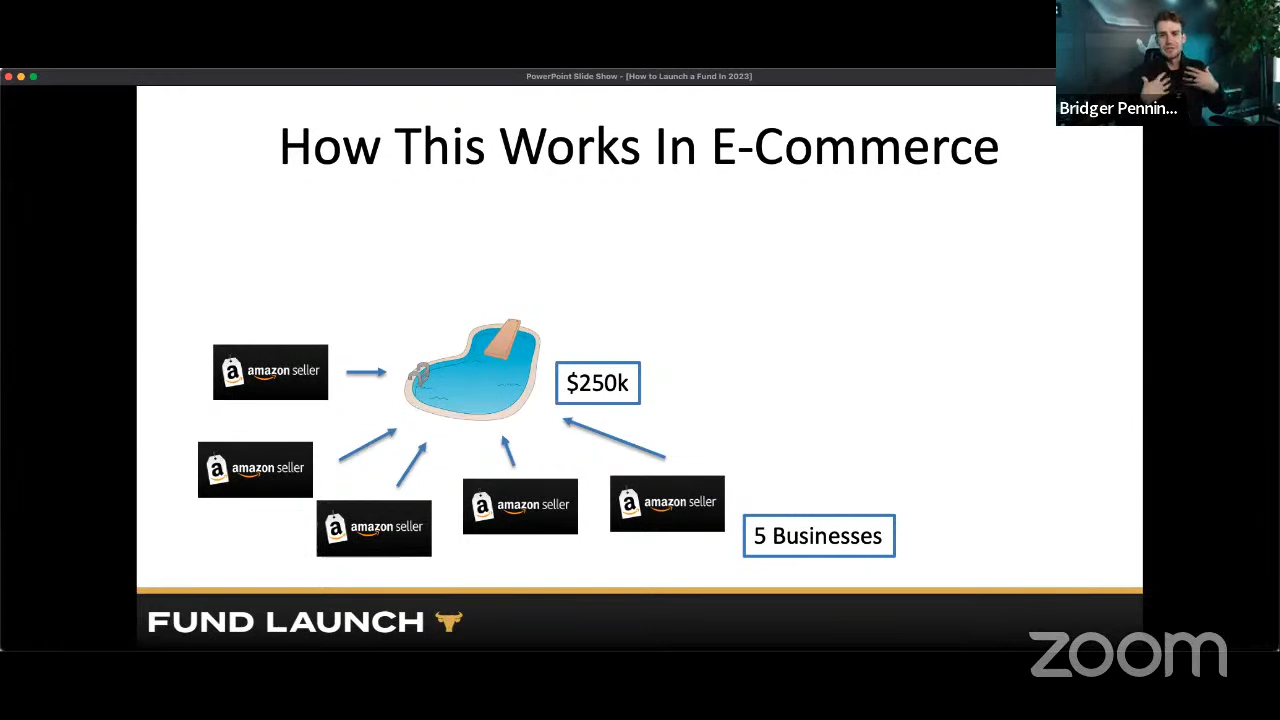 PowerPoint Slide Show - [How to Launch a Fund In 2023]
Bridger Pennin...
How This Works In E-Commerce
a amazon seller
$250k
a amazon seller
a amazon seller
a amazon seller
a amazon seller
5 Businesses
FUND LAUNCH
zoom